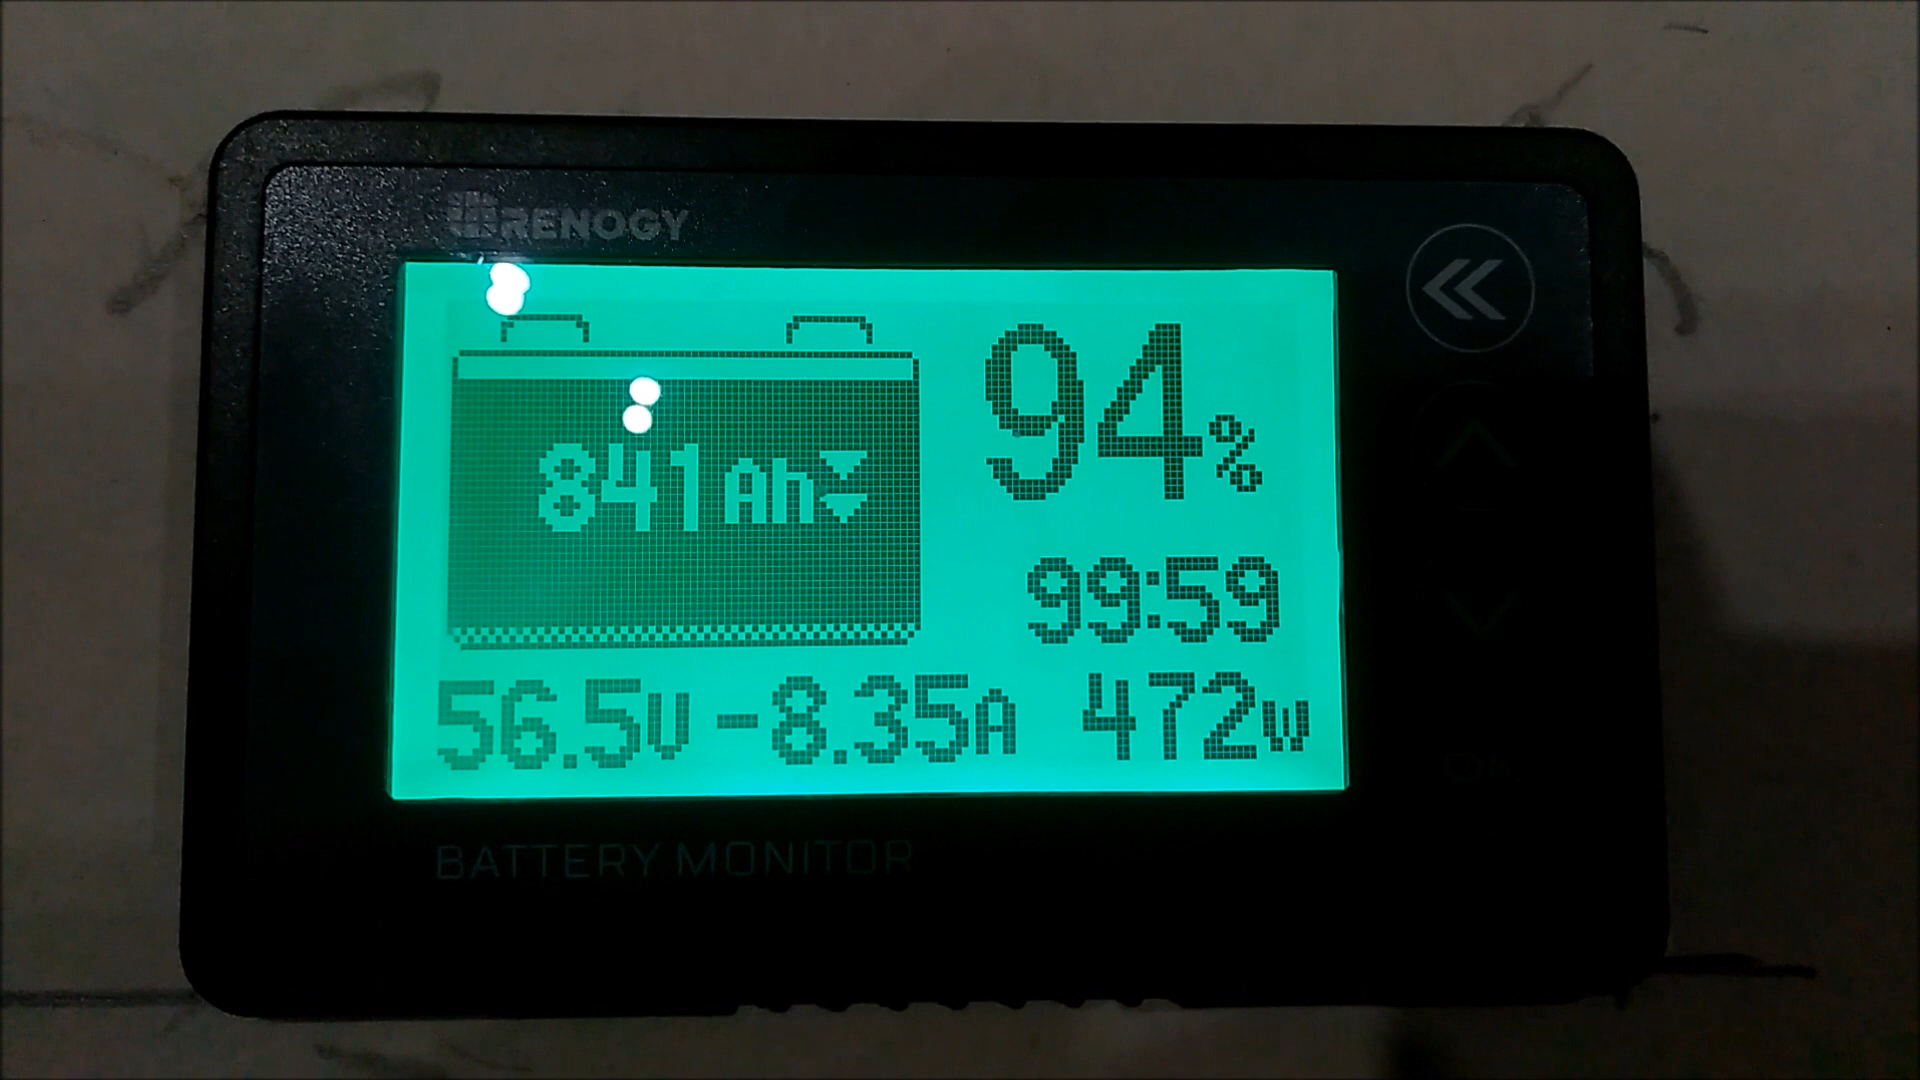 RENOGY
94%
841Ah
99:59
56.5V -8.35A 472W
BATTERY MONITOR